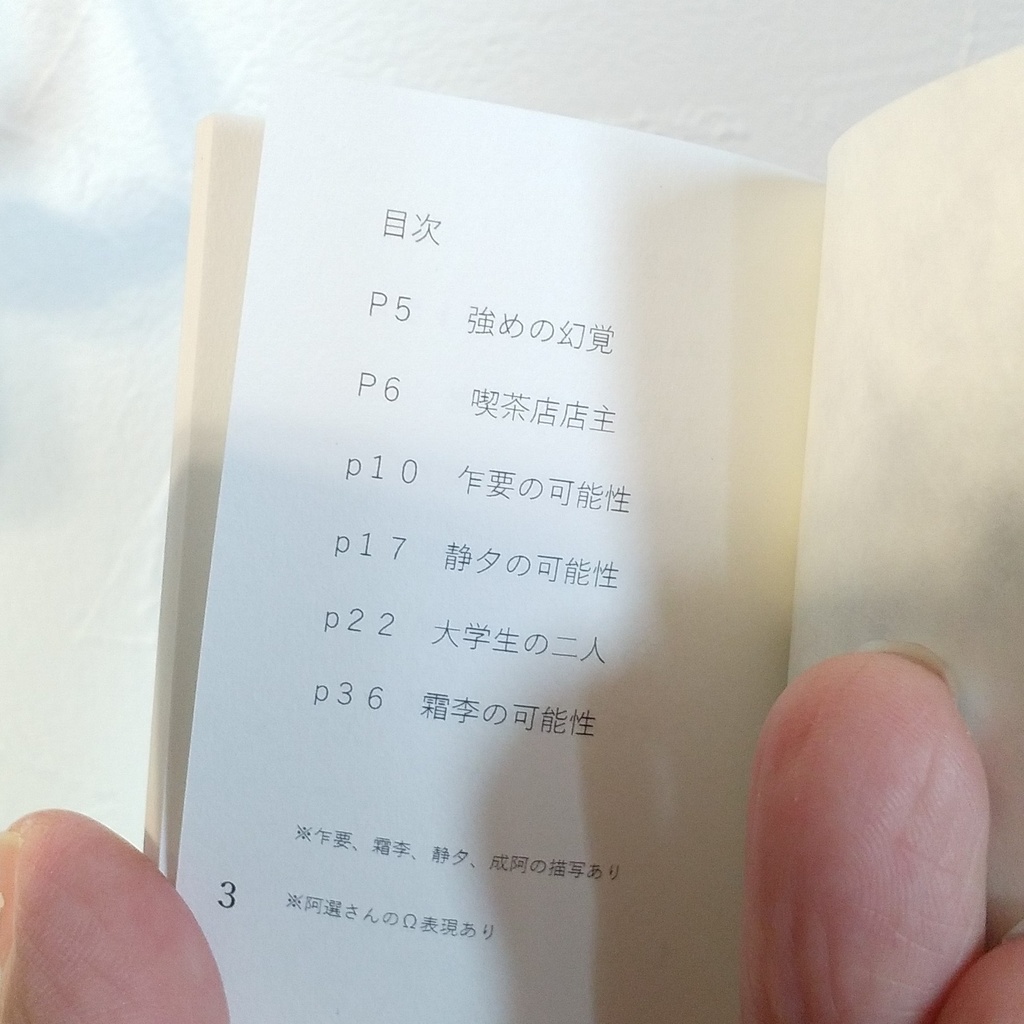 目次
P5 強めの幻覚
P6 喫茶店店主
p10 乍要の可能性
p17 静夕の可能性
p22 大学生の二人
p36 霜李の可能性
※乍要、霜李、静夕、成阿の描写あり
※阿選さんのΩ表現あり
3